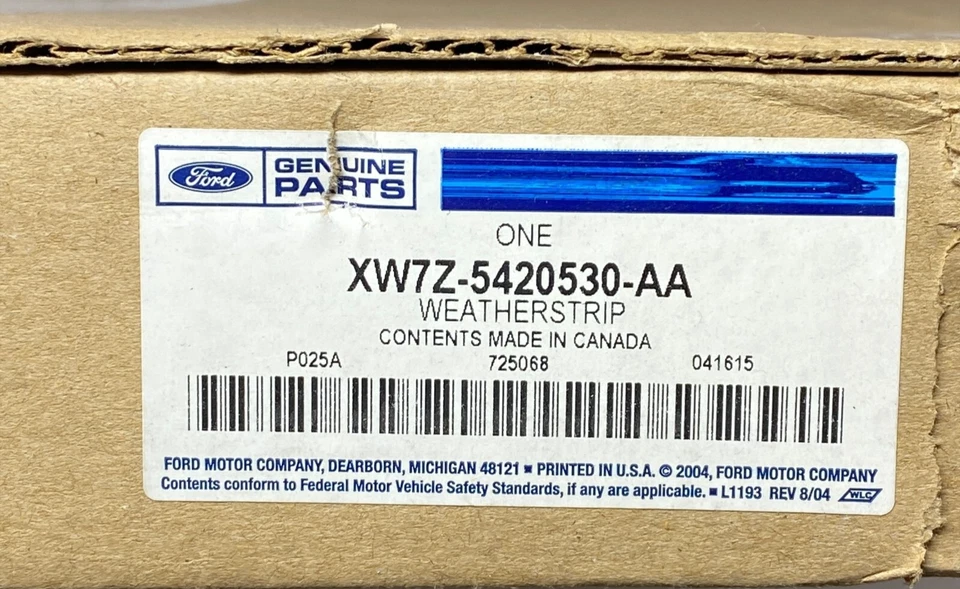 Ford GENUINE PARTS
ONE
XW7Z-5420530-AA
WEATHERSTRIP
CONTENTS MADE IN CANADA
P025A 725068 041615
FORD MOTOR COMPANY, DEARBORN, MICHIGAN 48121 ■ PRINTED IN U.S.A. © 2004, FORD MOTOR COMPANY
Contents conform to Federal Motor Vehicle Safety Standards, if any are applicable. ■ L1193 REV 8/04 WLC